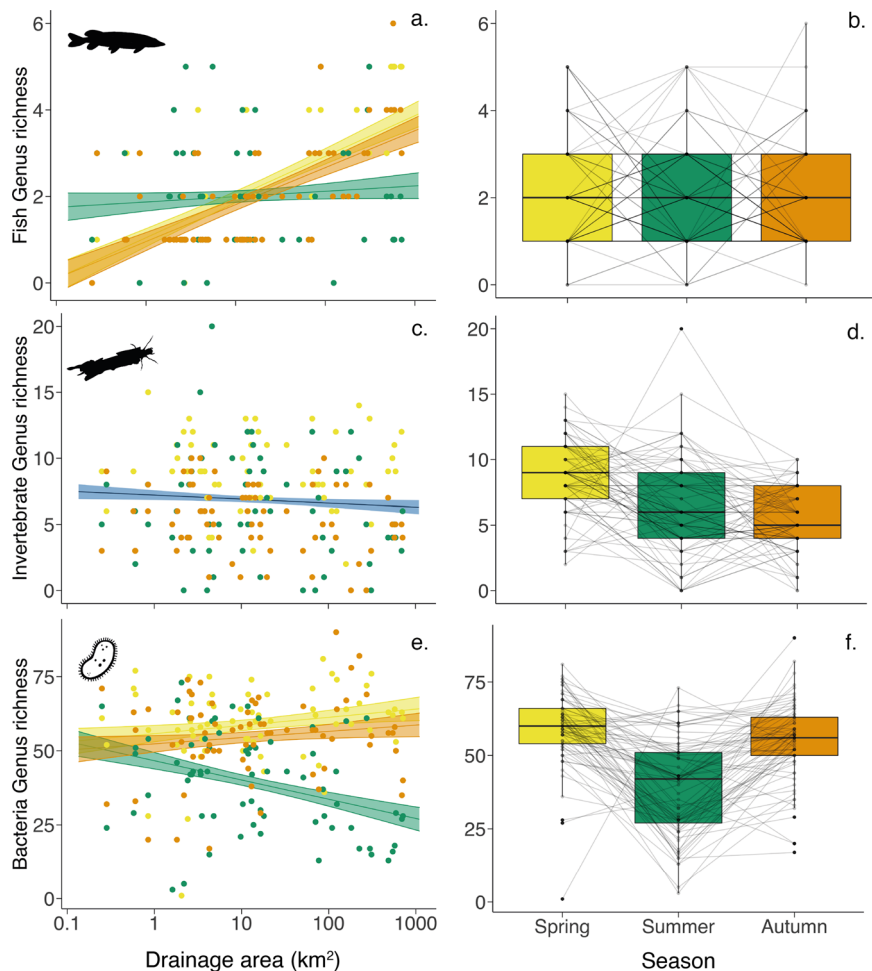 a.
Fish Genus richness
6
4
2
0
b.
6
4
2
0
c.
Invertebrate Genus richness
20
15
10
5
0
d.
20
15
10
5
0
e.
Bacteria Genus richness
75
50
25
0.1
1
10
100
1000
Drainage area (km²)
f.
75
50
25
0
Spring
Summer
Autumn
Season